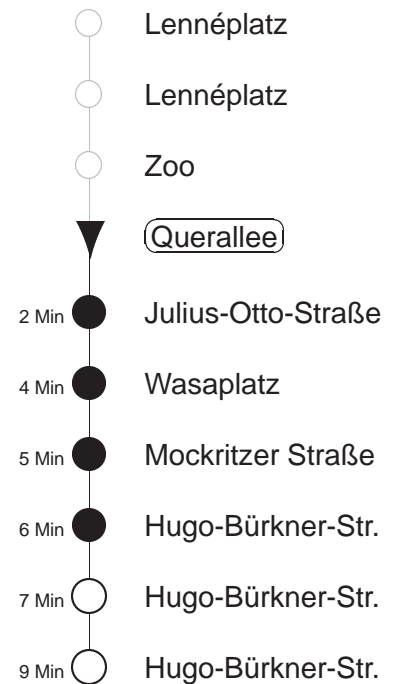 Lennéplatz
Lennéplatz
Zoo
Querallee
2 Min Julius-Otto-Straße
4 Min Wasaplatz
5 Min Mockritzer Straße
6 Min Hugo-Bürkner-Str.
7 Min Hugo-Bürkner-Str.
9 Min Hugo-Bürkner-Str.